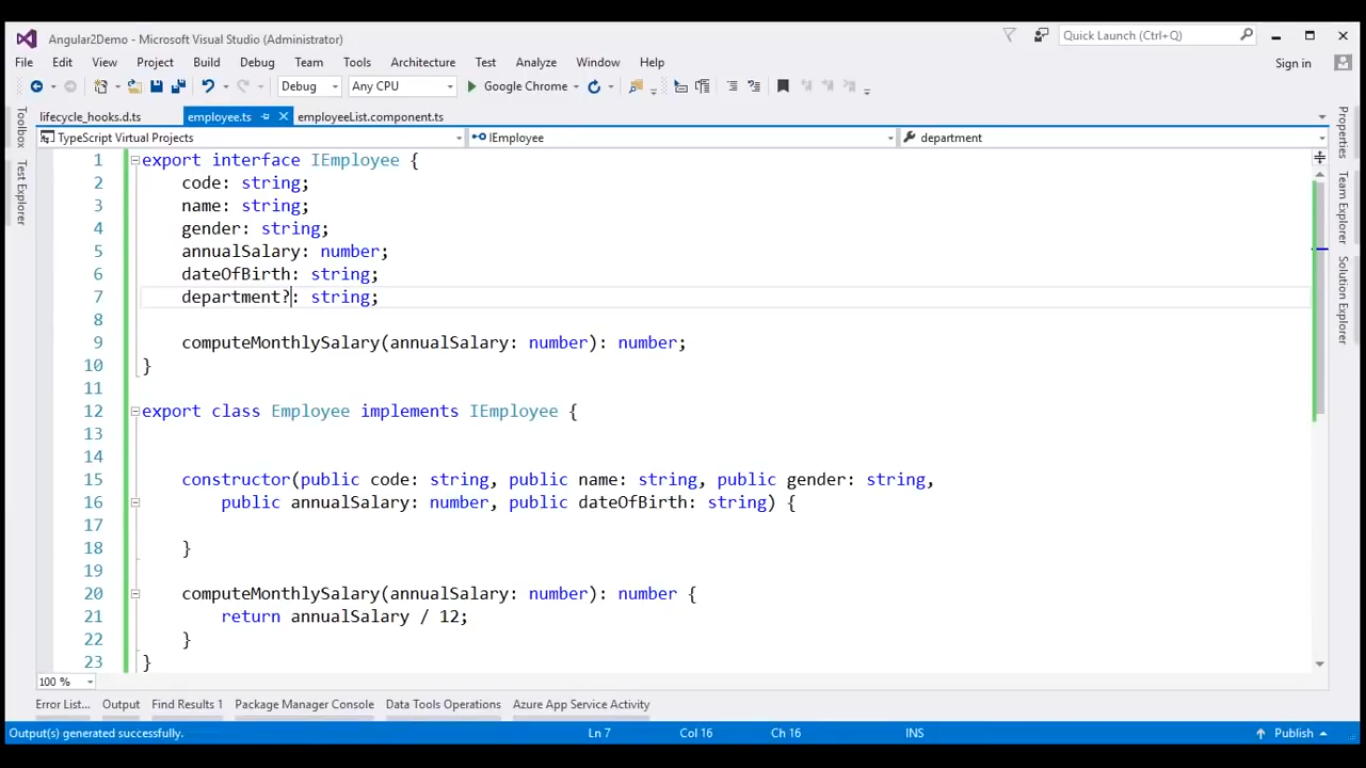 Angular2Demo - Microsoft Visual Studio (Administrator)
Quick Launch (Ctrl+Q)
File Edit View Project Build Debug Team Tools Architecture Test Analyze Window Help
Sign in
Debug Any CPU Google Chrome
lifecycle_hooks.d.ts employee.ts employeeList.component.ts
TypeScript Virtual Projects IEmployee department
Toolbox
Test Explorer
1 export interface IEmployee {
2 code: string;
3 name: string;
4 gender: string;
5 annualSalary: number;
6 dateOfBirth: string;
7 department?: string;
8
9 computeMonthlySalary(annualSalary: number): number;
10 }
11
12 export class Employee implements IEmployee {
13
14
15 constructor(public code: string, public name: string, public gender: string,
16 public annualSalary: number, public dateOfBirth: string) {
17
18 }
19
20 computeMonthlySalary(annualSalary: number): number {
21 return annualSalary / 12;
22 }
23 }
Properties
Team Explorer
Solution Explorer
100 %
Error List... Output Find Results 1 Package Manager Console Data Tools Operations Azure App Service Activity
Output(s) generated successfully. Ln 7 Col 16 Ch 16 INS Publish